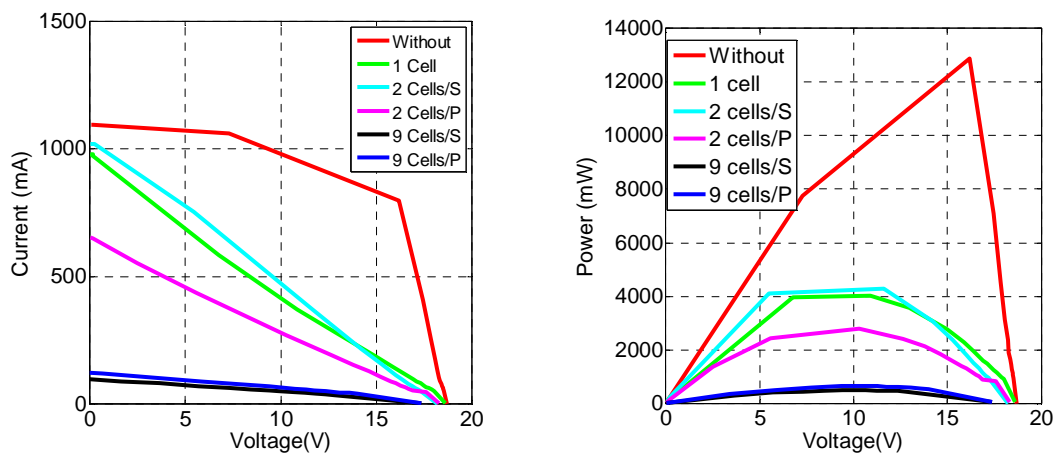 1500
1000
500
0
0
5
10
15
20
Current (mA)
Voltage(V)
Without
1 Cell
2 Cells/S
2 Cells/P
9 Cells/S
9 Cells/P
14000
12000
10000
8000
6000
4000
2000
0
0
5
10
15
20
Power (mW)
Voltage(V)
Without
1 cell
2 cells/S
2 cells/P
9 cells/S
9 cells/P